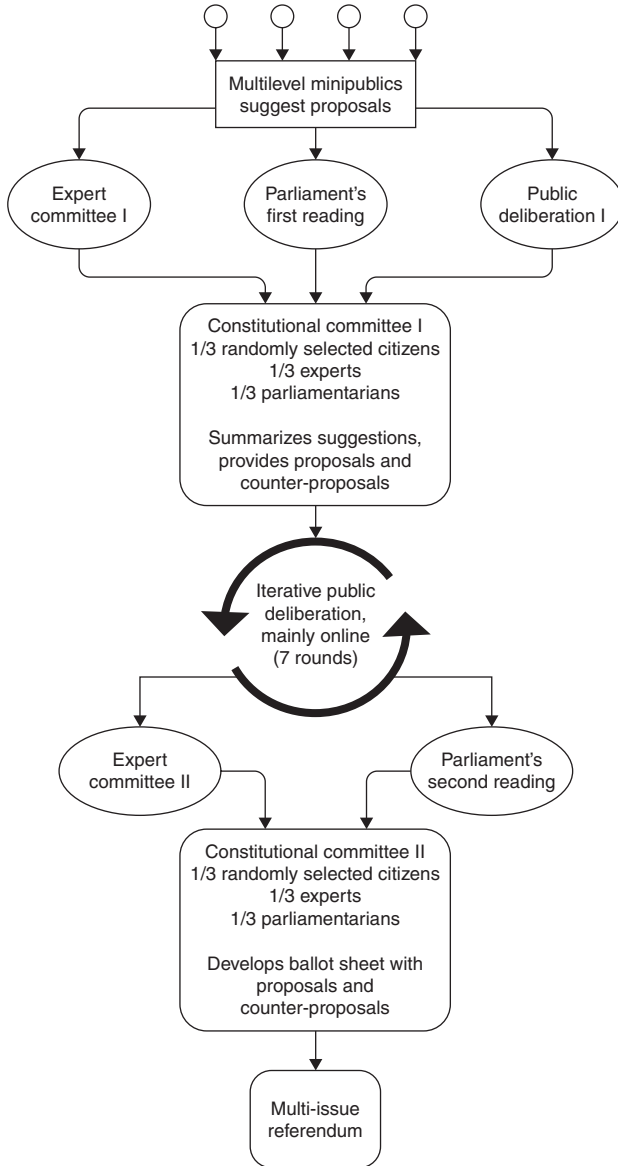 Multilevel minipublics
suggest proposals
Expert
committee I
Parliament's
first reading
Public
deliberation I
Constitutional committee I
1/3 randomly selected citizens
1/3 experts
1/3 parliamentarians
Summarizes suggestions,
provides proposals and
counter-proposals
Iterative public
deliberation,
mainly online
(7 rounds)
Expert
committee II
Parliament's
second reading
Constitutional committee II
1/3 randomly selected citizens
1/3 experts
1/3 parliamentarians
Develops ballot sheet with
proposals and
counter-proposals
Multi-issue
referendum